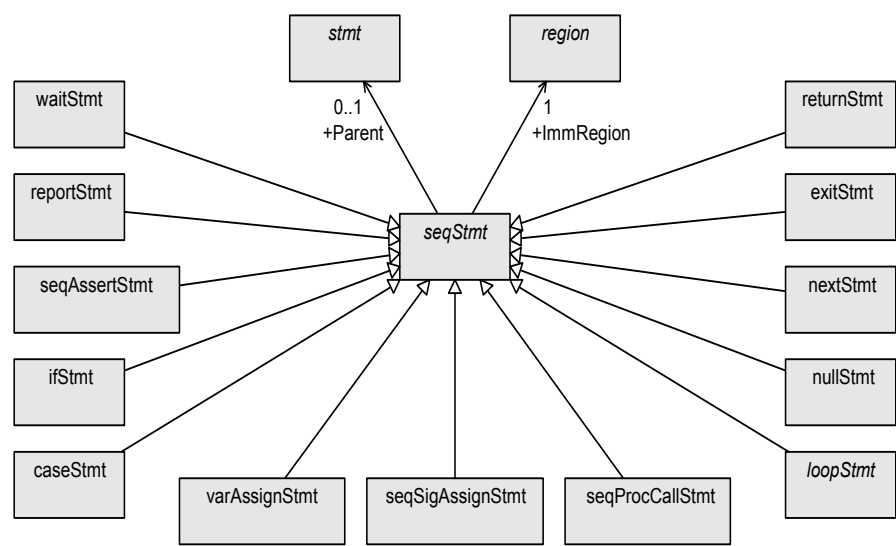 stmt
region
waitStmt
returnStmt
0..1
1
+Parent
+ImmRegion
reportStmt
exitStmt
seqStmt
seqAssertStmt
nextStmt
ifStmt
nullStmt
caseStmt
loopStmt
varAssignStmt
seqSigAssignStmt
seqProcCallStmt